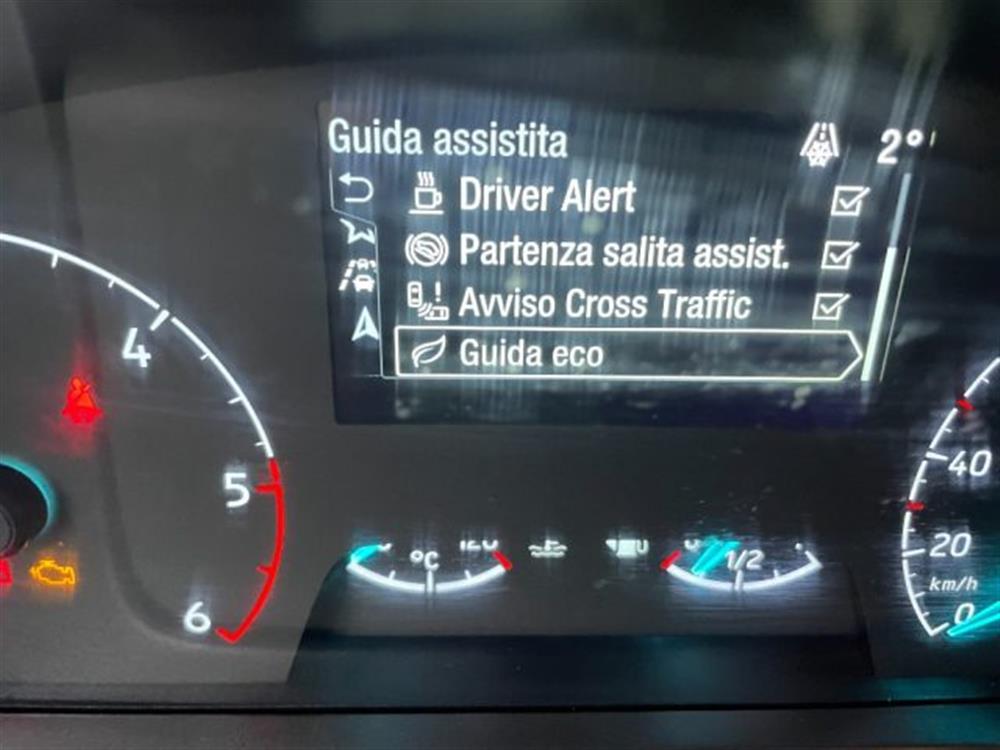 Guida assistita
2°
Driver Alert
Partenza salita assist.
Avviso Cross Traffic
Guida eco
4
5
6
°C
120
1/2
40
20
km/h
0